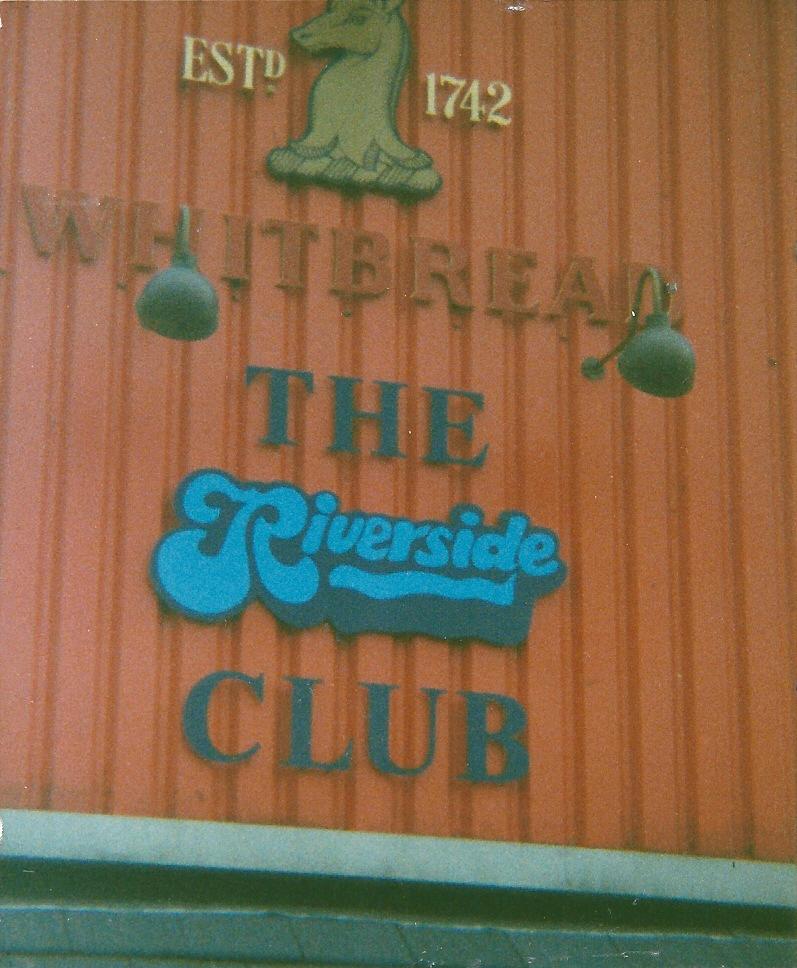 ESTD 1742
WHITBREAD
THE
Riverside
CLUB